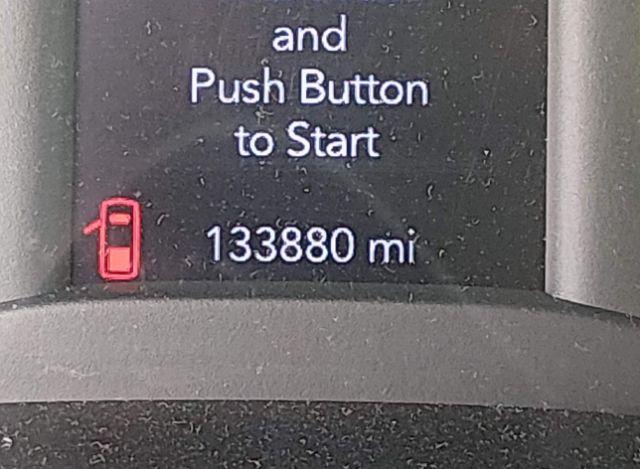 and
Push Button
to Start
133880 mi